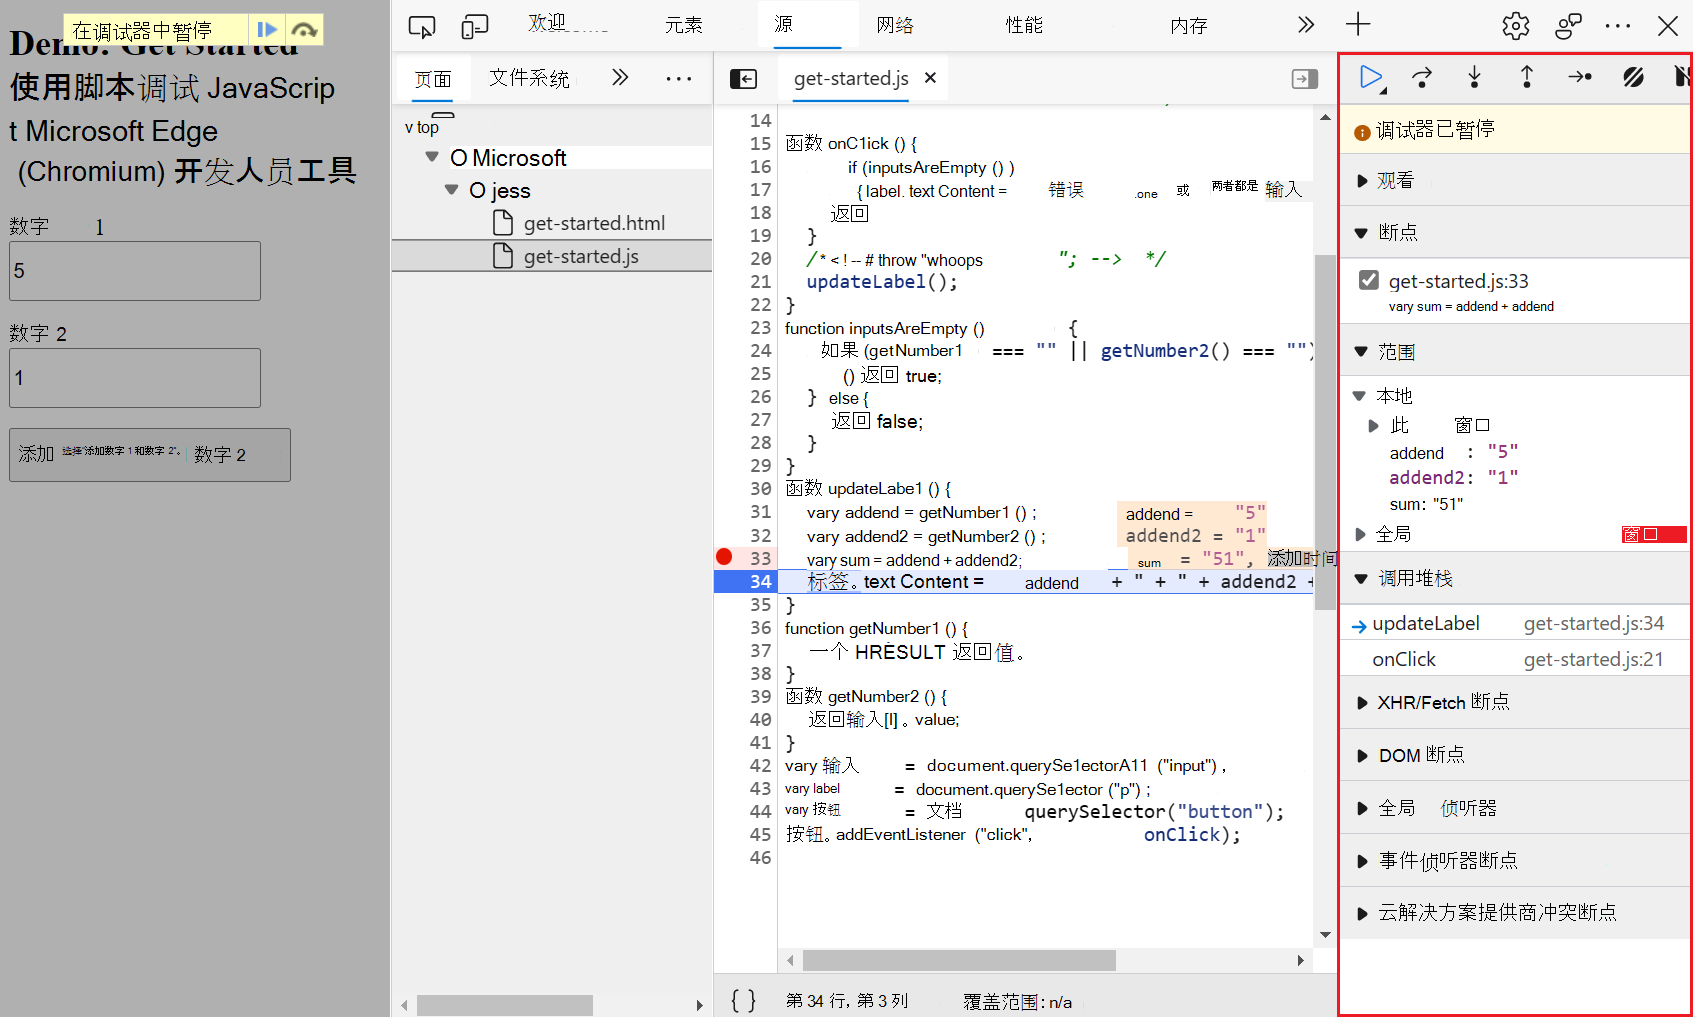 在调试器中暂停
Demo: Get Started
使用脚本调试 JavaScrip
t Microsoft Edge
(Chromium) 开发人员工具
数字 1
5
数字 2
1
添加 选择"添加数字 1 和数字 2"。 数字 2
欢迎 元素 源 网络 性能 内存
页面 文件系统
v top
O Microsoft
O jess
get-started.html
get-started.js
get-started.js
14
15 函数 onC1ick () {
16 if (inputsAreEmpty () )
17 { label. text Content = 错误 .one 或 两者都是 输入
18 返回
19 }
20 /* < ! -- # throw "whoops "; --> */
21 updateLabel();
22 }
23 function inputsAreEmpty () {
24 如果 (getNumber1 === "" || getNumber2() === "")
25 () 返回 true;
26 } else {
27 返回 false;
28 }
29 }
30 函数 updateLabe1 () {
31 vary addend = getNumber1 () ; addend = "5"
32 vary addend2 = getNumber2 () ; addend2 = "1"
33 vary sum = addend + addend2; sum = "51", 添加时间
34 标签。text Content = addend + " + " + addend2 +
35 }
36 function getNumber1 () {
37 一个 HRESULT 返回值。
38 }
39 函数 getNumber2 () {
40 返回输入[I] 。value;
41 }
42 vary 输入 = document.querySe1ectorA11 ("input") ,
43 vary label = document.querySe1ector ("p") ;
44 vary 按钮 = 文档 querySelector("button");
45 按钮。addEventListener ("click", onClick);
46
{ } 第 34 行, 第 3 列 覆盖范围: n/a
调试器已暂停
观看
断点
get-started.js:33
vary sum = addend + addend
范围
本地
此 窗口
addend : "5"
addend2: "1"
sum: "51"
全局 窗口
调用堆栈
updateLabel get-started.js:34
onClick get-started.js:21
XHR/Fetch 断点
DOM 断点
全局 侦听器
事件侦听器断点
云解决方案提供商冲突断点